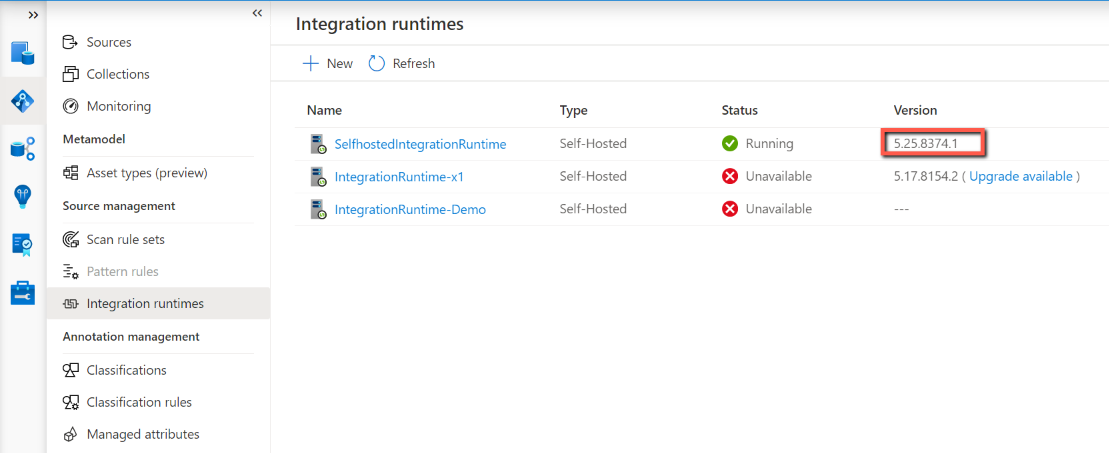 Sources
Collections
Monitoring
Metamodel
Asset types (preview)
Source management
Scan rule sets
Pattern rules
Integration runtimes
Annotation management
Classifications
Classification rules
Managed attributes
Integration runtimes
New Refresh
Name Type Status Version
SelfhostedIntegrationRuntime Self-Hosted Running 5.25.8374.1
IntegrationRuntime-x1 Self-Hosted Unavailable 5.17.8154.2 ( Upgrade available )
IntegrationRuntime-Demo Self-Hosted Unavailable ---